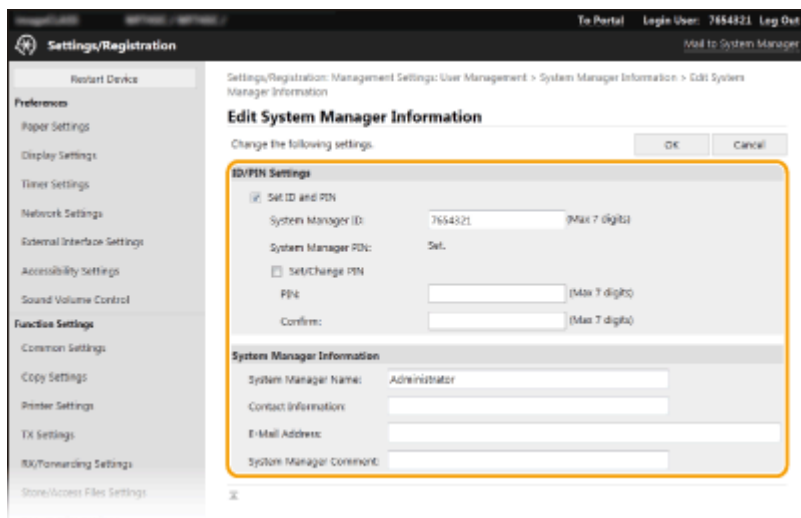 To Portal Login User: 7654321 Log Out
Settings/Registration
Mail to System Manager
Restart Device
Preferences
Paper Settings
Display Settings
Timer Settings
Network Settings
External Interface Settings
Accessibility Settings
Sound Volume Control
Function Settings
Common Settings
Copy Settings
Printer Settings
TX Settings
RX/Forwarding Settings
Store/Access Files Settings
Settings/Registration: Management Settings: User Management > System Manager Information > Edit System
Manager Information
Edit System Manager Information
Change the following settings.
OK
Cancel
ID/PIN Settings
Set ID and PIN
System Manager ID: 7654321 (Max 7 digits)
System Manager PIN: Set.
Set/Change PIN
PIN: (Max 7 digits)
Confirm: (Max 7 digits)
System Manager Information
System Manager Name: Administrator
Contact Information:
E-Mail Address:
System Manager Comment: